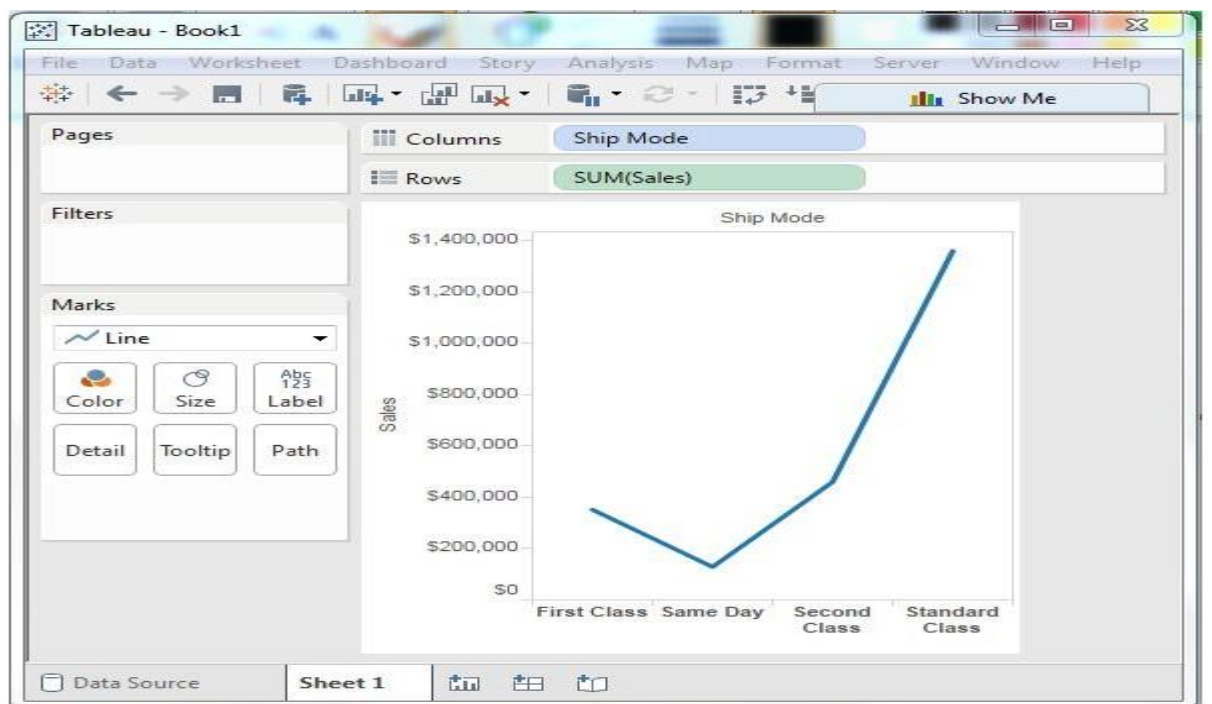 Tableau - Book1
File Data Worksheet Dashboard Story Analysis Map Format Server Window Help
Show Me
Pages
Columns
Ship Mode
Rows
SUM(Sales)
Filters
Marks
Line
Color
Size
Abc
123
Label
Detail
Tooltip
Path
Ship Mode
Sales
$1,400,000
$1,200,000
$1,000,000
$800,000
$600,000
$400,000
$200,000
$0
First Class
Same Day
Second
Class
Standard
Class
Data Source
Sheet 1